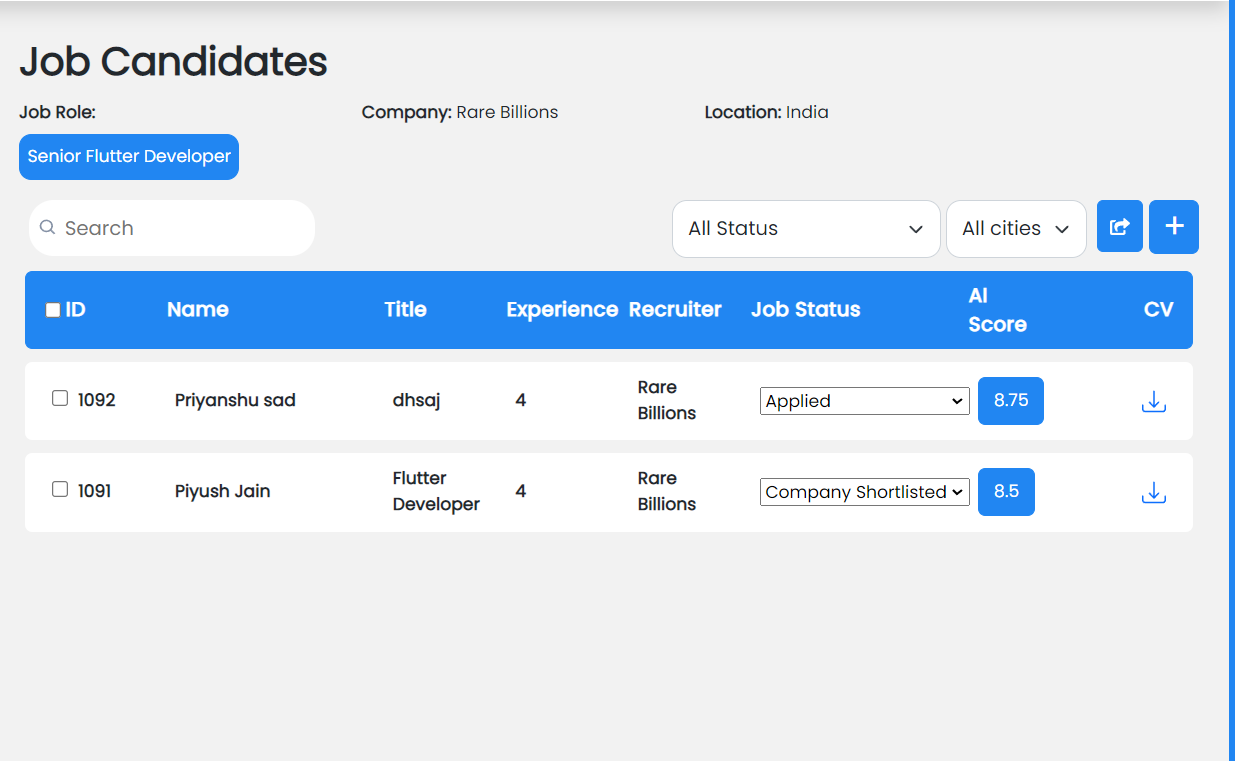 Job Candidates
Job Role: Company: Rare Billions Location: India
Senior Flutter Developer
Search All Status All cities
ID Name Title Experience Recruiter Job Status AI Score CV
1092 Priyanshu sad dhsaj 4 Rare Billions Applied 8.75
1091 Piyush Jain Flutter Developer 4 Rare Billions Company Shortlisted 8.5